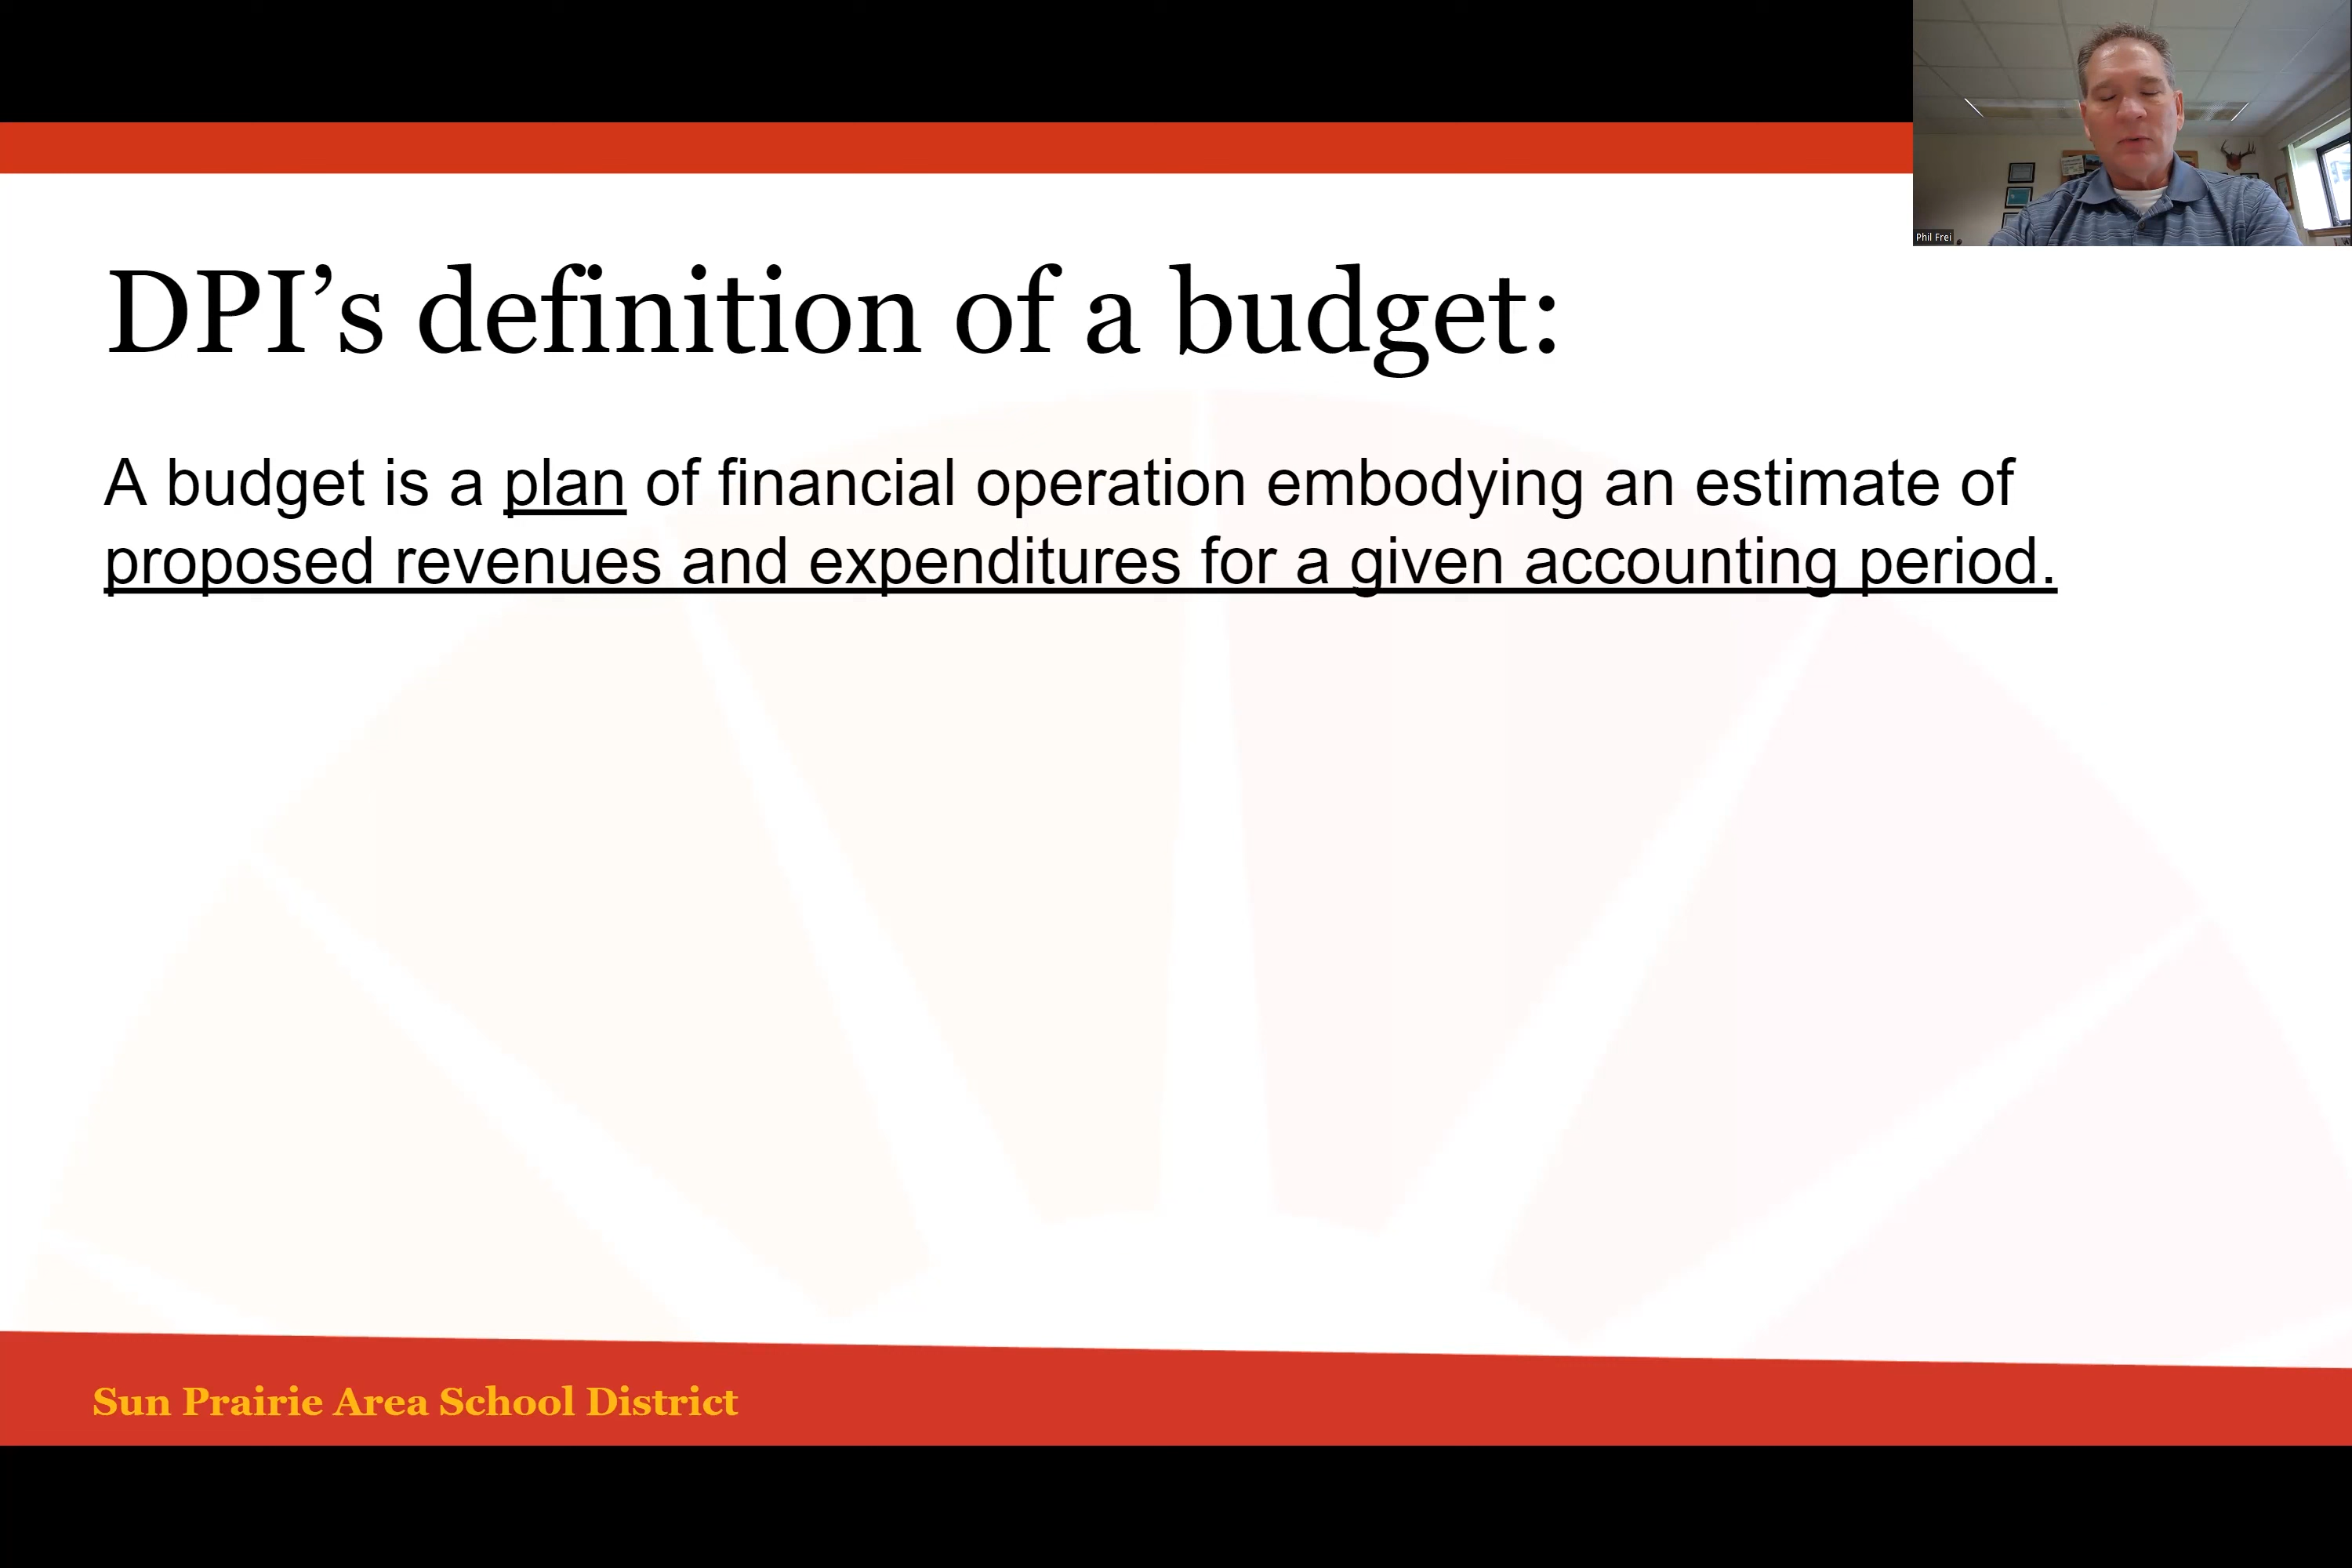 Phil Frei
DPI’s definition of a budget:
A budget is a plan of financial operation embodying an estimate of
proposed revenues and expenditures for a given accounting period.
Sun Prairie Area School District